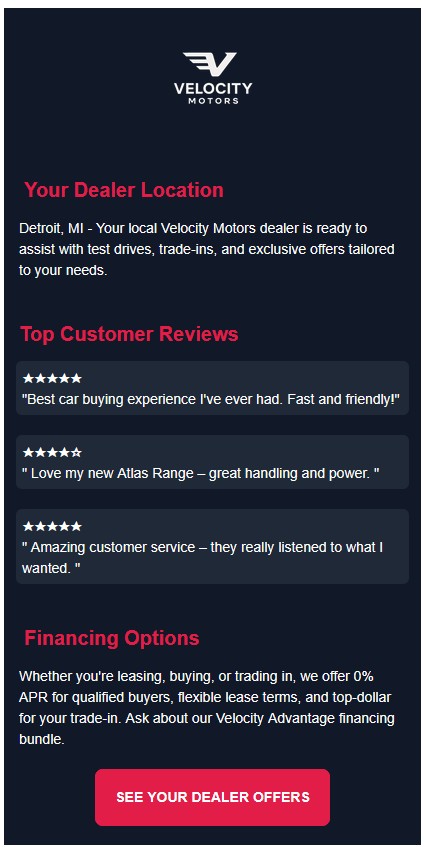 VELOCITY
MOTORS
Your Dealer Location
Detroit, MI - Your local Velocity Motors dealer is ready to
assist with test drives, trade-ins, and exclusive offers tailored
to your needs.
Top Customer Reviews
★★★★★
"Best car buying experience I've ever had. Fast and friendly!"
★★★★☆
" Love my new Atlas Range – great handling and power. "
★★★★★
" Amazing customer service – they really listened to what I
wanted. "
Financing Options
Whether you're leasing, buying, or trading in, we offer 0%
APR for qualified buyers, flexible lease terms, and top-dollar
for your trade-in. Ask about our Velocity Advantage financing
bundle.
SEE YOUR DEALER OFFERS